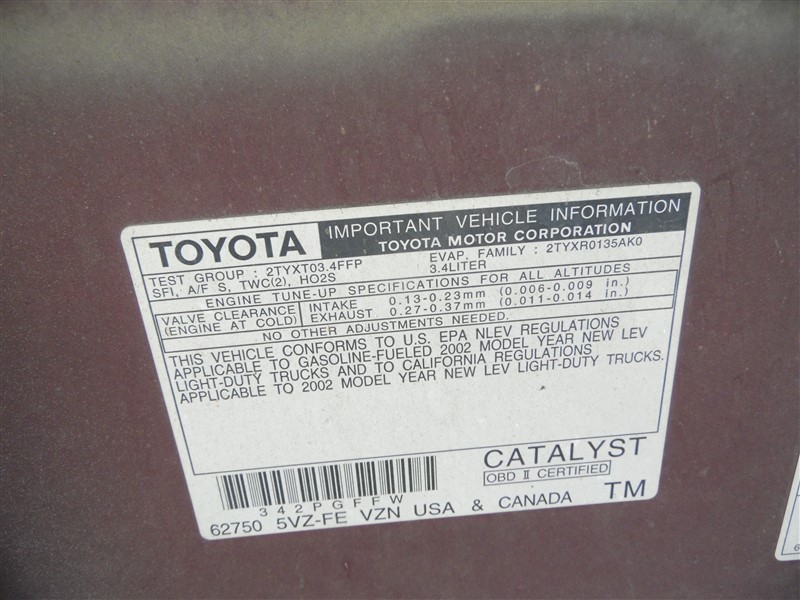 TOYOTA
IMPORTANT VEHICLE INFORMATION
TOYOTA MOTOR CORPORATION
TEST GROUP : 2TYXT03.4FFP EVAP. FAMILY : 2TYXR0135AK0
SFI, A/F S, TWC(2), HO2S 3.4LITER
ENGINE TUNE-UP SPECIFICATIONS FOR ALL ALTITUDES
VALVE CLEARANCE INTAKE 0.13-0.23mm (0.006-0.009 in.)
(ENGINE AT COLD) EXHAUST 0.27-0.37mm (0.011-0.014 in.)
NO OTHER ADJUSTMENTS NEEDED.
THIS VEHICLE CONFORMS TO U.S. EPA NLEV REGULATIONS
APPLICABLE TO GASOLINE-FUELED 2002 MODEL YEAR NEW LEV
LIGHT-DUTY TRUCKS AND TO CALIFORNIA REGULATIONS
APPLICABLE TO 2002 MODEL YEAR NEW LEV LIGHT-DUTY TRUCKS.
CATALYST
OBD II CERTIFIED
342PGFFW
62750 5VZ-FE VZN USA & CANADA TM